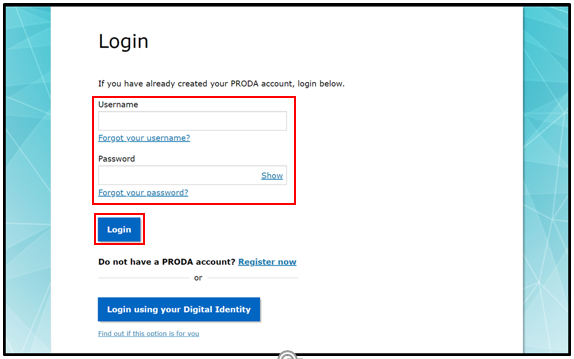 Login
If you have already created your PRODA account, login below.
Username
Forgot your username?
Password
Show
Forgot your password?
Login
Do not have a PRODA account? Register now
or
Login using your Digital Identity
Find out if this option is for you